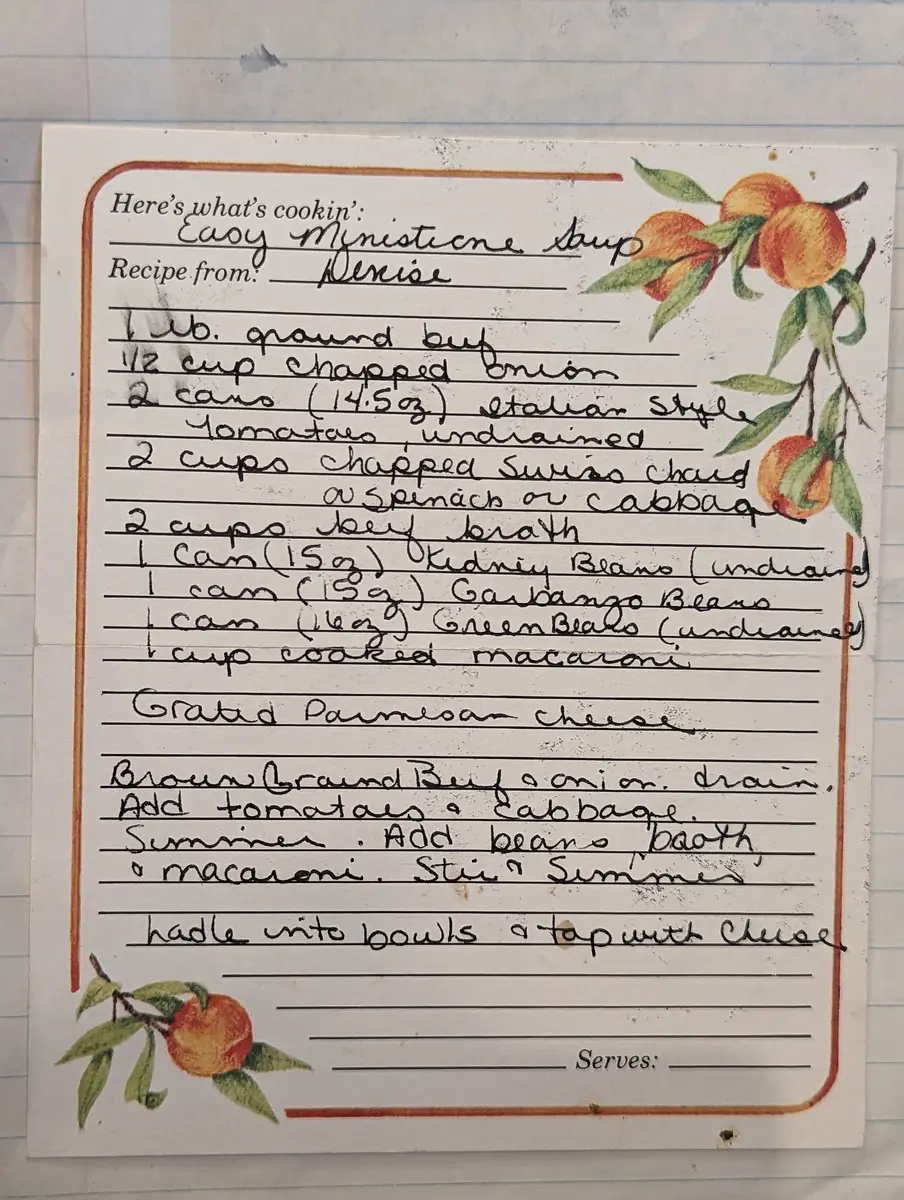 Here's what's cookin':
Easy Ministicne Soup
Recipe from: Denise
1 lb. ground beef
1/2 cup chopped onion
2 cans (14.5oz) Italian Style
tomatoes, undrained
2 cups chopped Swiss chard
or spinach or cabbage
2 cups beef broth
1 can (15oz) Kidney Beans (undrained)
1 can (15oz) Garbanzo Beans
1 can (16oz) Green Beans (undrained)
1 cup cooked macaroni
Grated Parmesan cheese
Brown Ground Beef & onion. drain.
Add tomatoes & cabbage.
Simmer. Add beans, broth,
& macaroni. Stir & Simmer
Ladle into bowls & top with cheese
Serves: